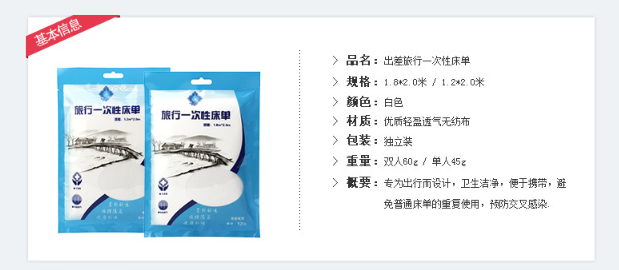 基本信息
旅行一次性床单
旅行一次性床单
品名：出差旅行一次性床单
规格：1.8*2.0米 / 1.2*2.0米
颜色：白色
材质：优质轻盈透气无纺布
包装：独立装
重量：双人60g / 单人45g
概要：专为出行而设计，卫生洁净，便于携带，避
免普通床单的重复使用，预防交叉感染.